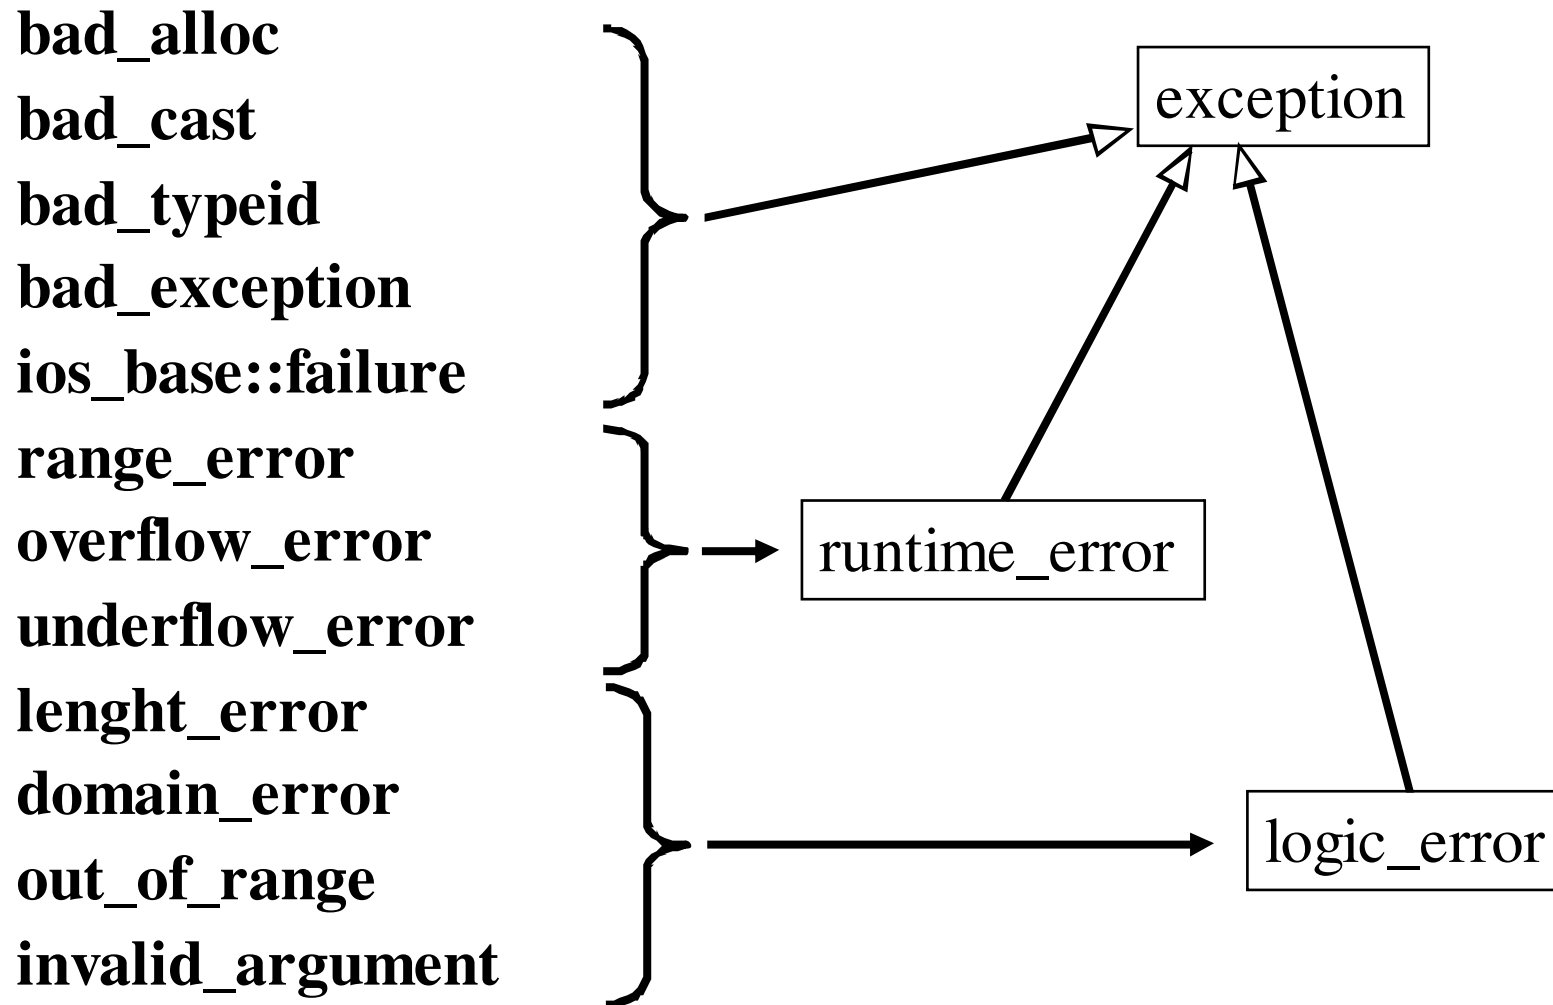 bad_alloc
bad_cast
bad_typeid
bad_exception
ios_base::failure
range_error
overflow_error
underflow_error
lenght_error
domain_error
out_of_range
invalid_argument
exception
runtime_error
logic_error